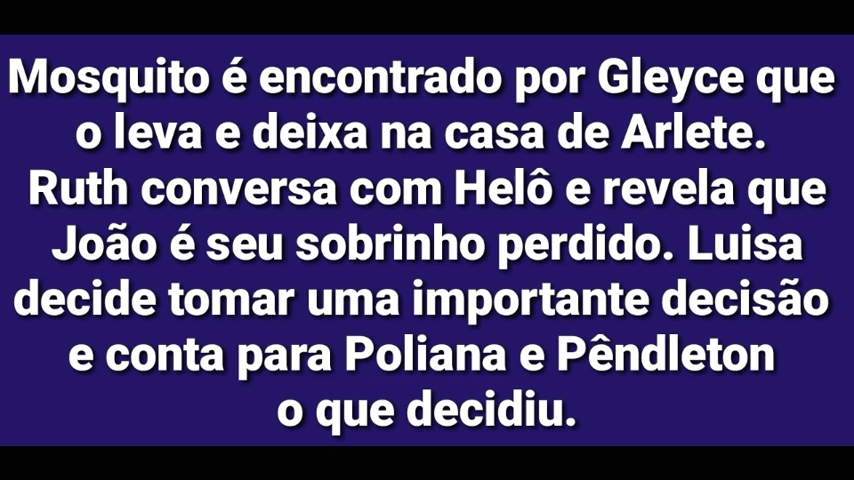 Mosquito é encontrado por Gleyce que
o leva e deixa na casa de Arlete.
Ruth conversa com Helô e revela que
João é seu sobrinho perdido. Luisa
decide tomar uma importante decisão
e conta para Poliana e Pêndleton
o que decidiu.